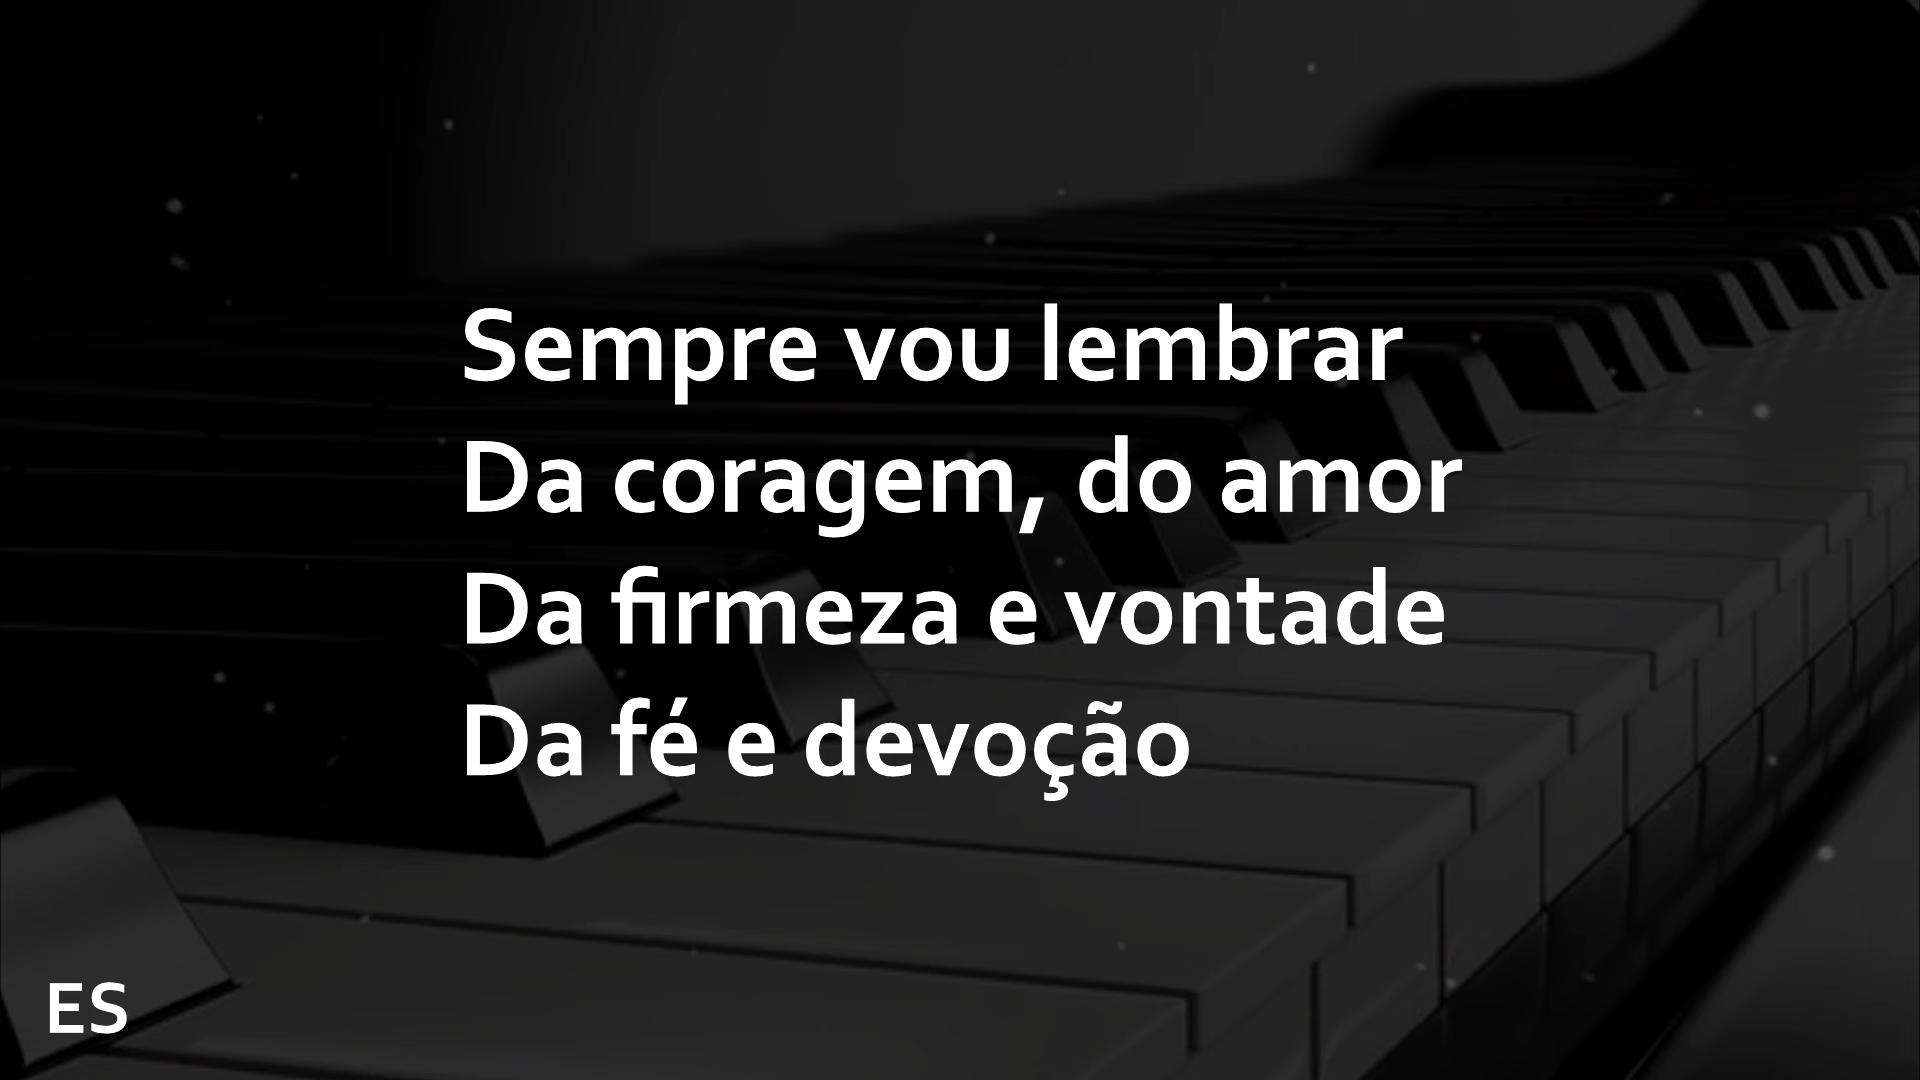 Sempre vou lembrar
Da coragem, do amor
Da firmeza e vontade
Da fé e devoção
ES